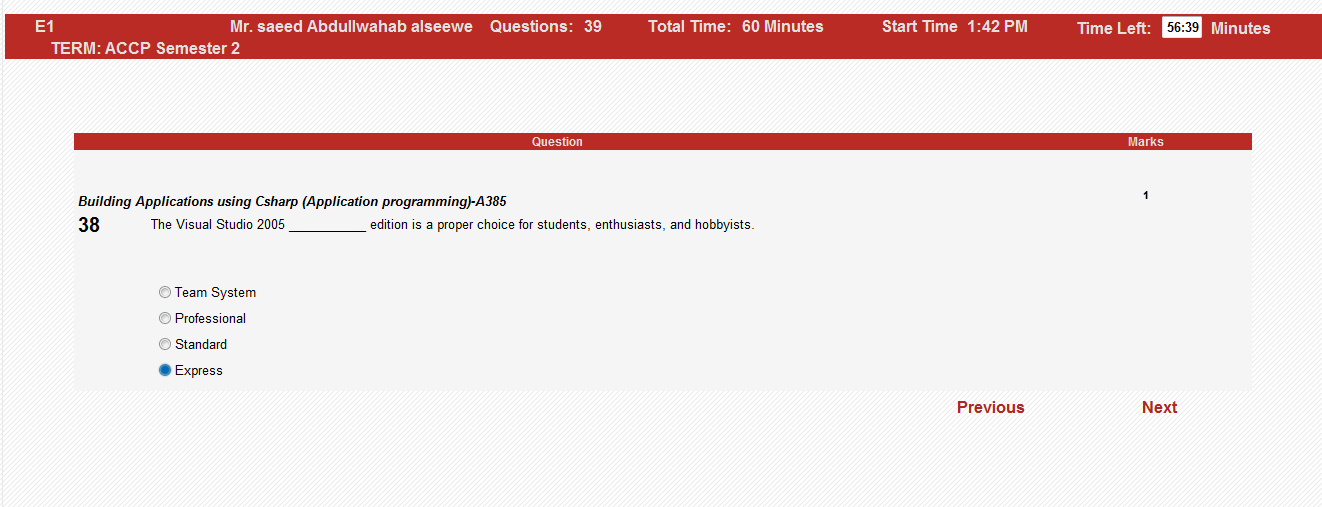 E1 Mr. saeed Abdullwahab alseewe Questions: 39 Total Time: 60 Minutes Start Time 1:42 PM Time Left: 56:39 Minutes
TERM: ACCP Semester 2
Question Marks
Building Applications using Csharp (Application programming)-A385 1
38 The Visual Studio 2005 ___________ edition is a proper choice for students, enthusiasts, and hobbyists.
Team System
Professional
Standard
Express
Previous Next